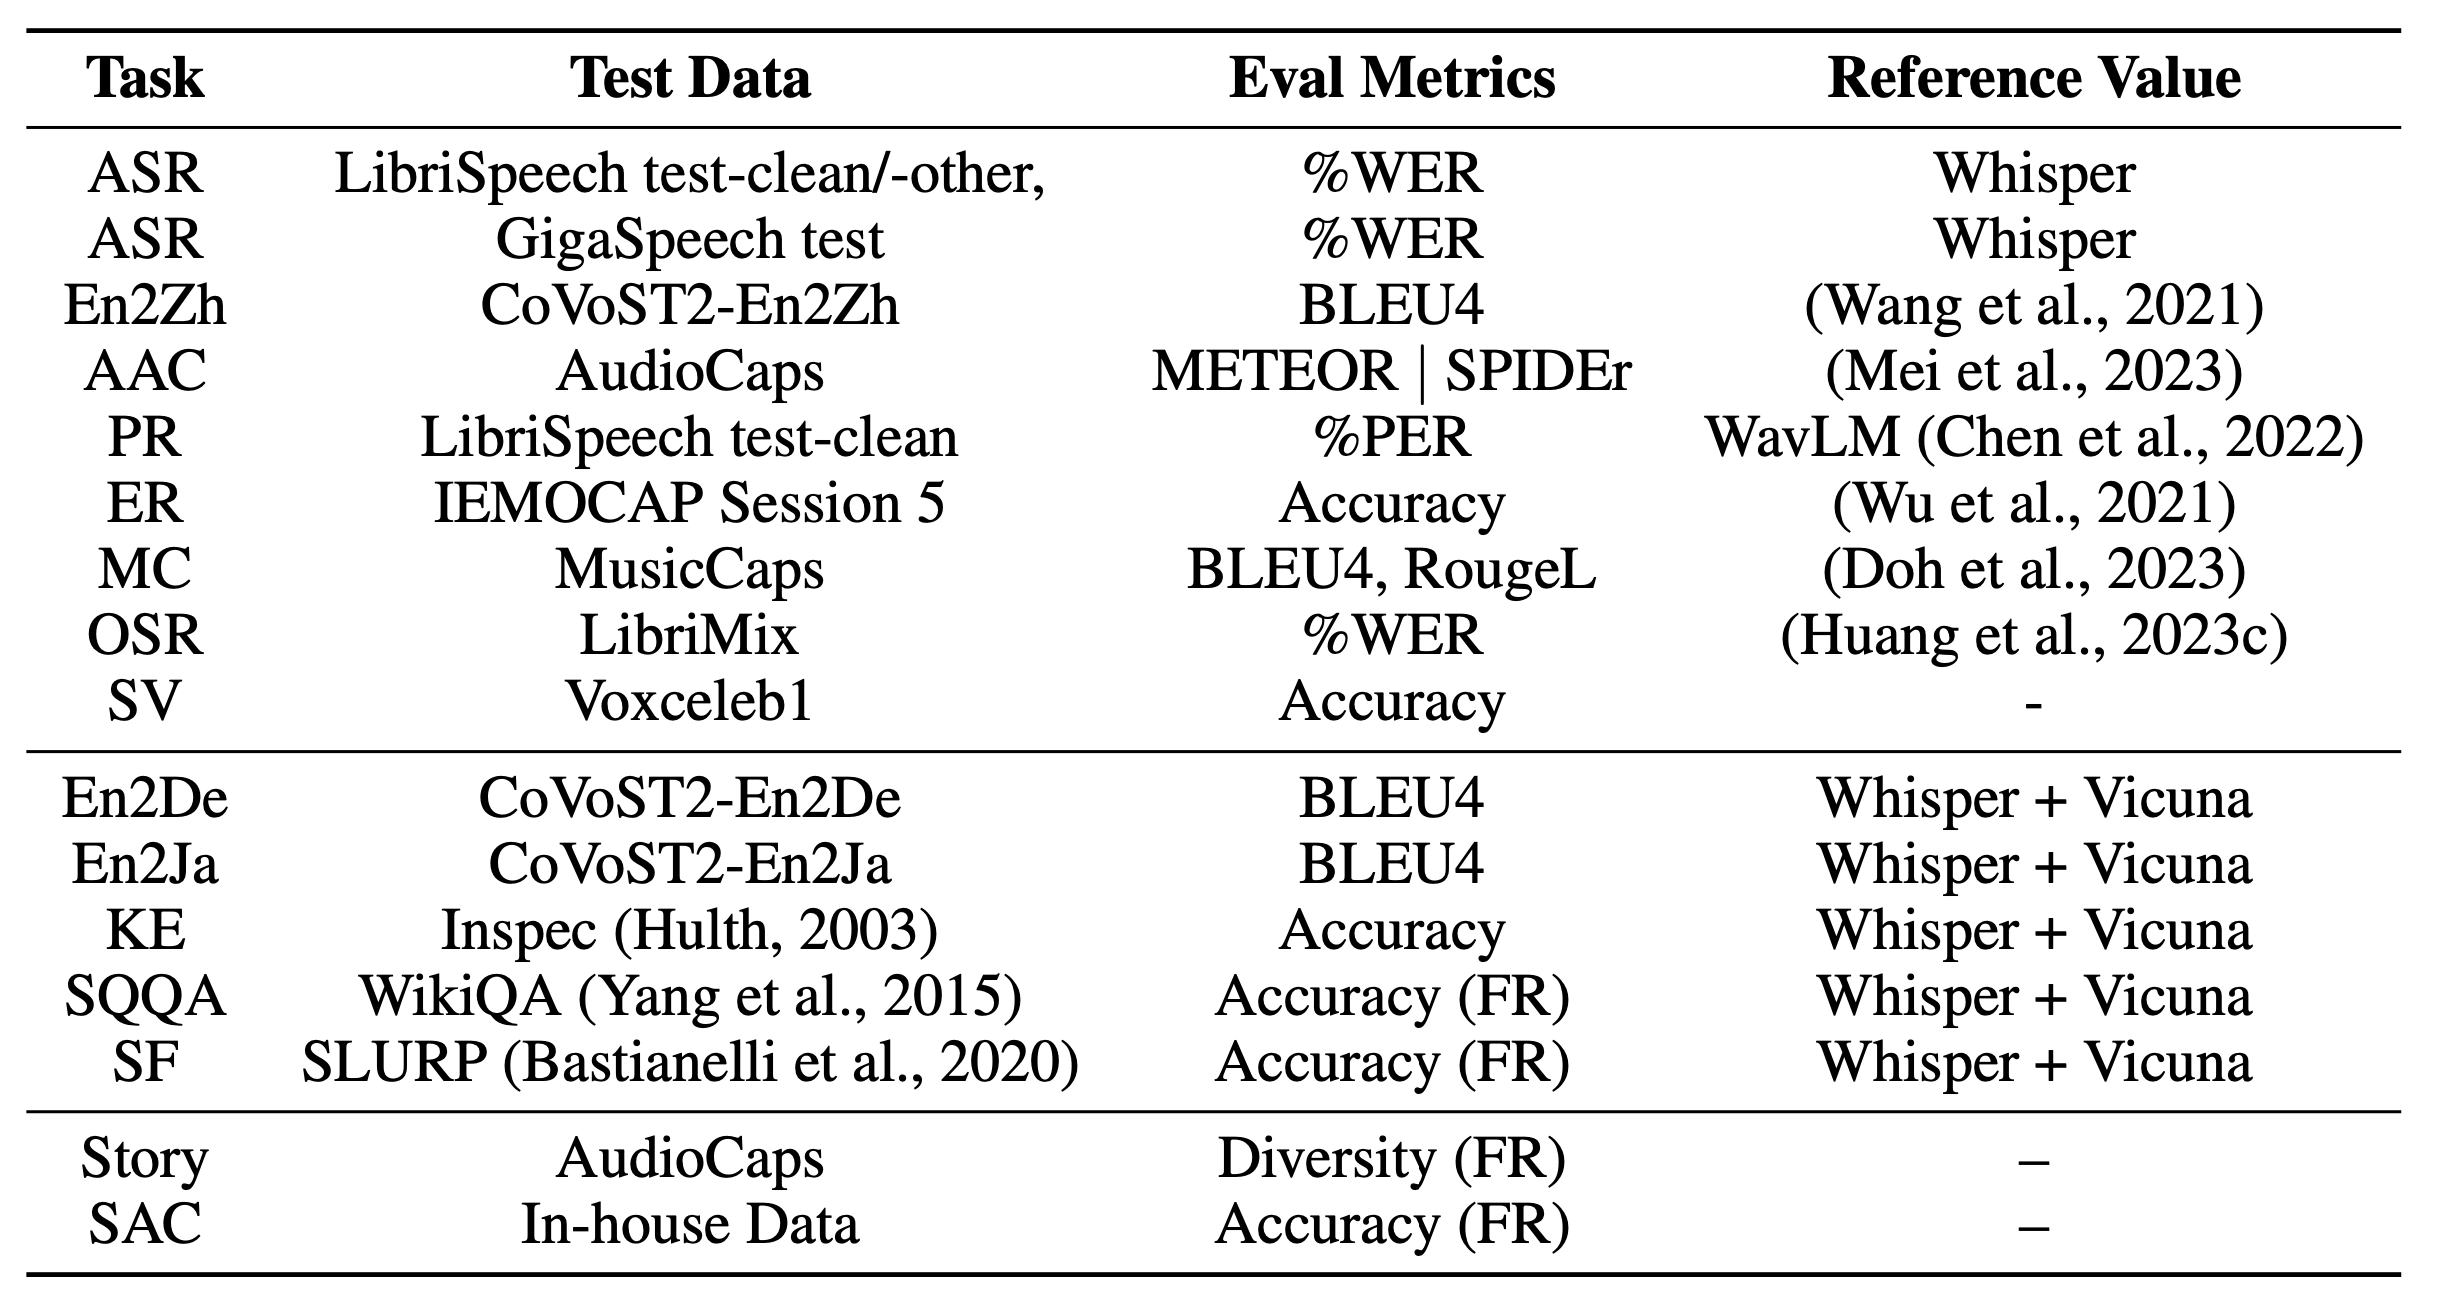 Task Test Data Eval Metrics Reference Value
ASR LibriSpeech test-clean/-other, %WER Whisper
ASR GigaSpeech test %WER Whisper
En2Zh CoVoST2-En2Zh BLEU4 (Wang et al., 2021)
AAC AudioCaps METEOR | SPIDEr (Mei et al., 2023)
PR LibriSpeech test-clean %PER WavLM (Chen et al., 2022)
ER IEMOCAP Session 5 Accuracy (Wu et al., 2021)
MC MusicCaps BLEU4, RougeL (Doh et al., 2023)
OSR LibriMix %WER (Huang et al., 2023c)
SV Voxceleb1 Accuracy -
En2De CoVoST2-En2De BLEU4 Whisper + Vicuna
En2Ja CoVoST2-En2Ja BLEU4 Whisper + Vicuna
KE Inspec (Hulth, 2003) Accuracy Whisper + Vicuna
SQQA WikiQA (Yang et al., 2015) Accuracy (FR) Whisper + Vicuna
SF SLURP (Bastianelli et al., 2020) Accuracy (FR) Whisper + Vicuna
Story AudioCaps Diversity (FR) –
SAC In-house Data Accuracy (FR) –